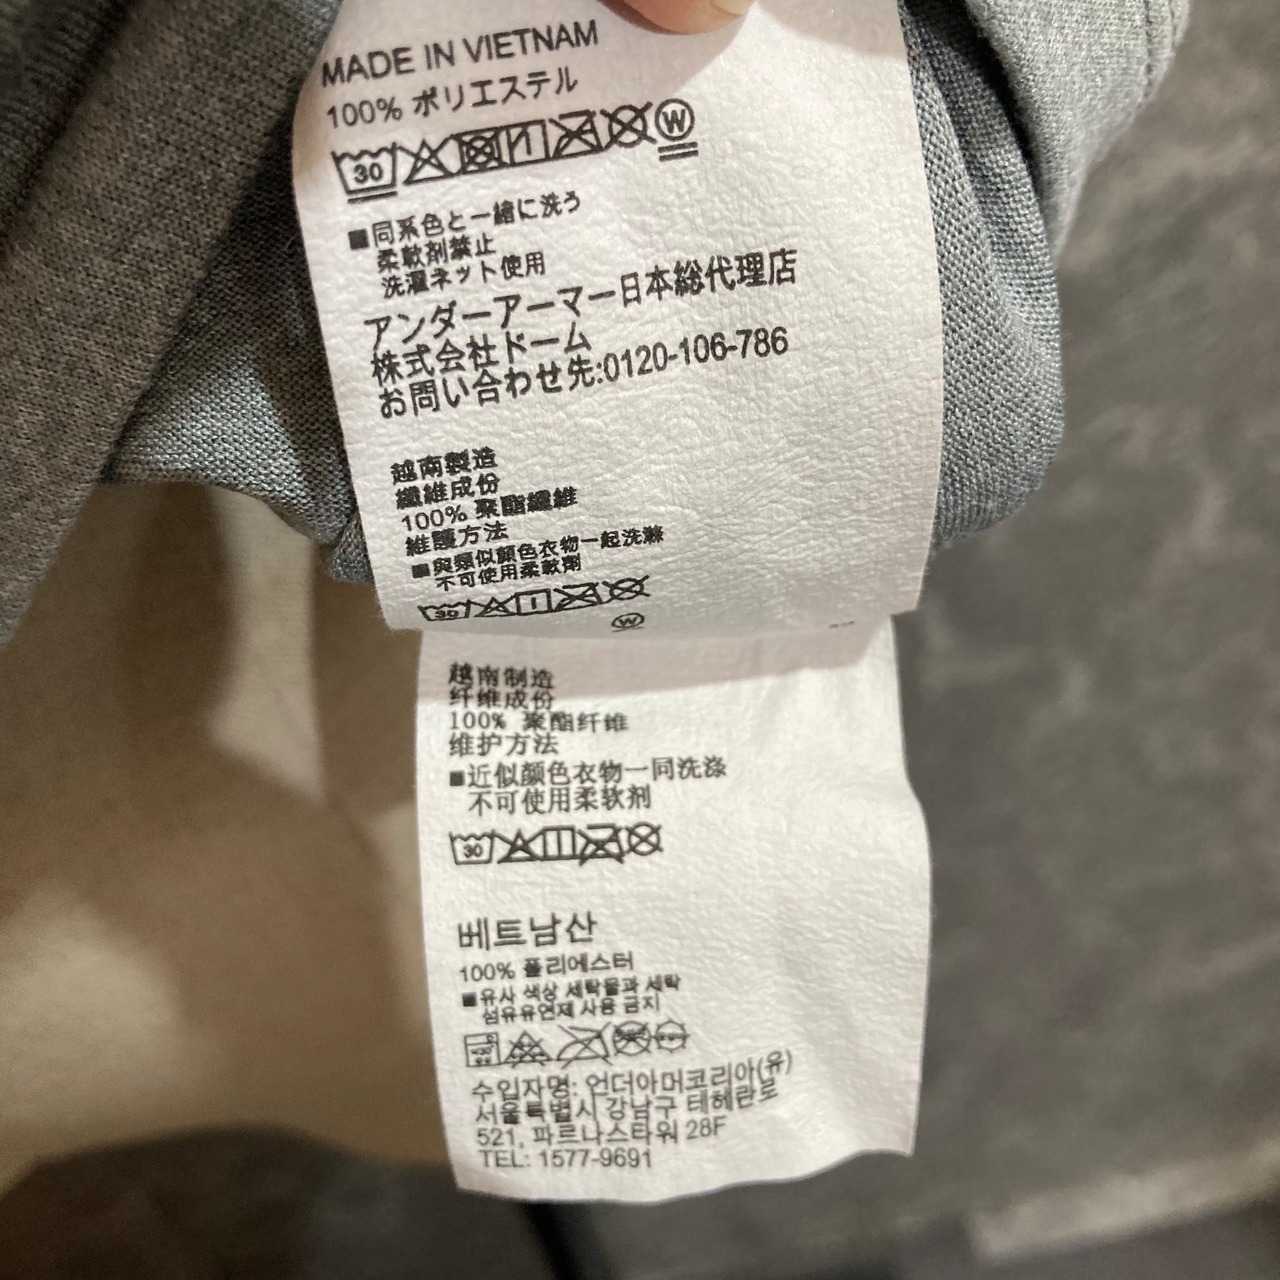 MADE IN VIETNAM
100% ポリエステル
30 W
■同系色と一緒に洗う
柔軟剤禁止
洗濯ネット使用
アンダーアーマー日本総代理店
株式会社ドーム
お問い合わせ先:0120-106-786
越南製造
纖維成份
100% 聚酯纖維
維護方法
■與類似顏色衣物一起洗滌
不可使用柔軟劑
30
W
越南制造
纤维成份
100% 聚酯纤维
维护方法
■近似颜色衣物一同洗涤
不可使用柔软剂
30
베트남산
100% 폴리에스터
■유사 색상 세탁물과 세탁
섬유유연제 사용 금지
수입자명: 언더아머코리아(유)
서울특별시 강남구 테헤란로
521, 파르나스타워 28F
TEL: 1577-9691